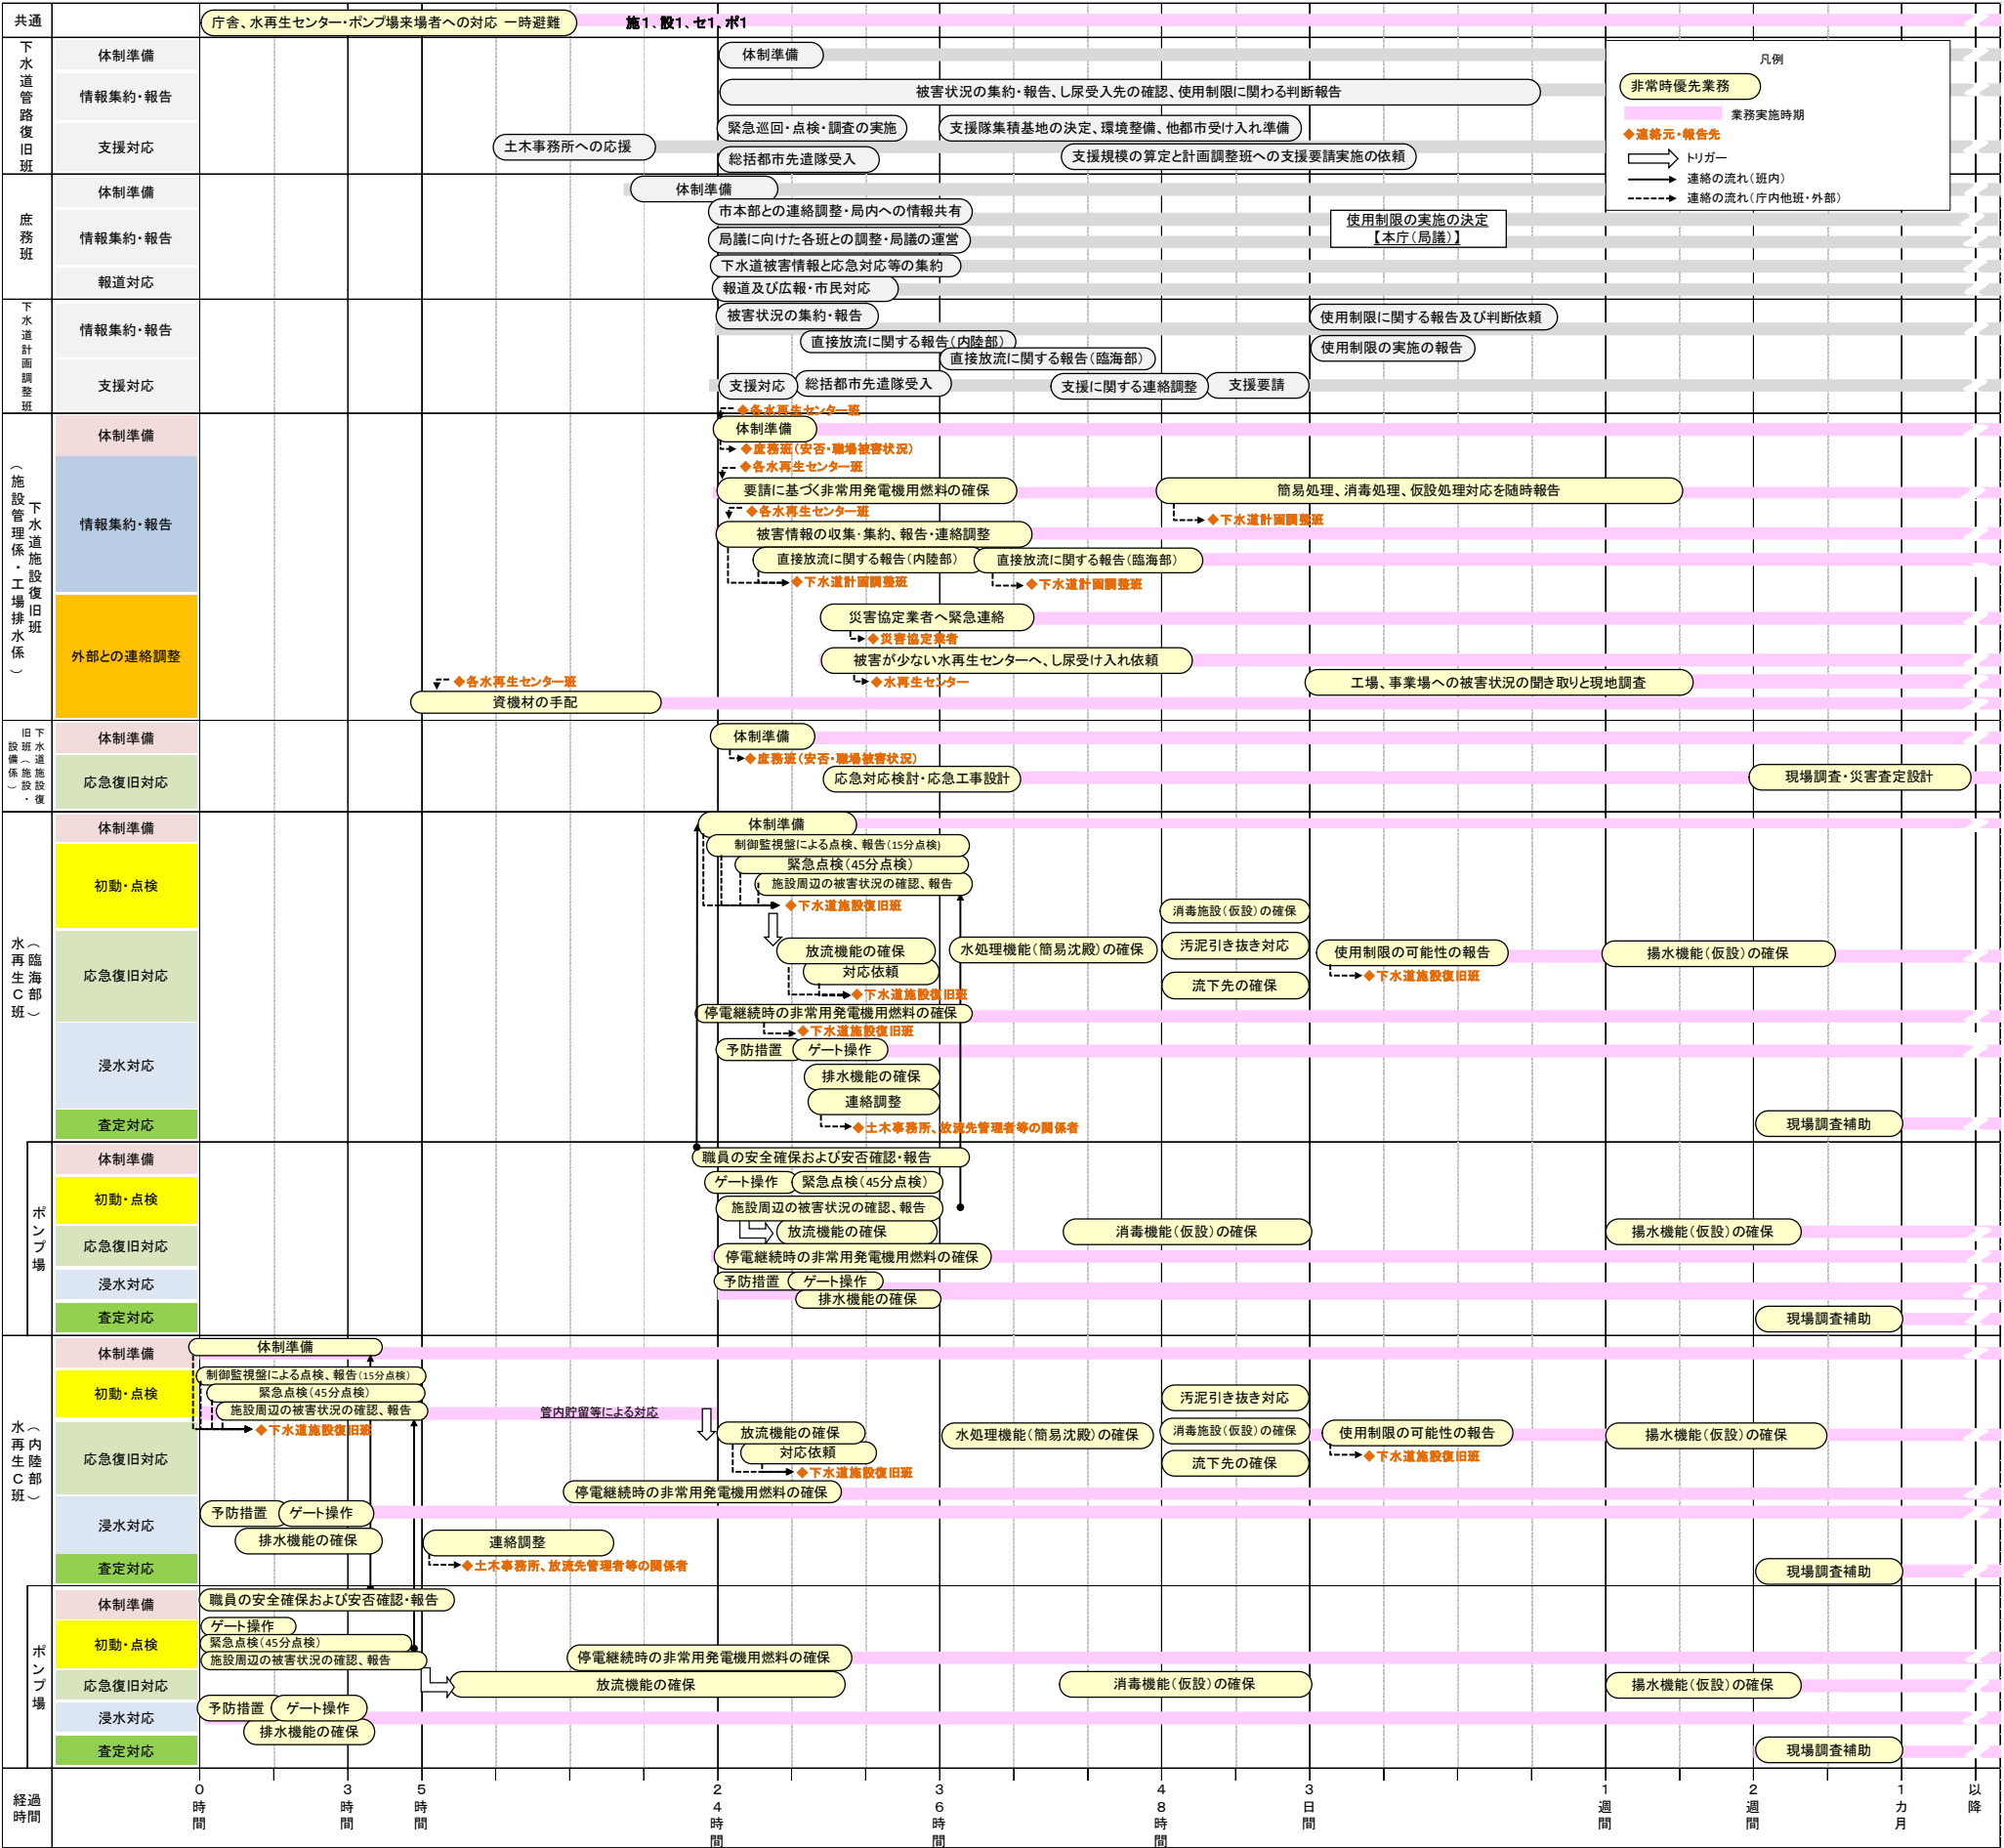 共通
庁舎、水再生センター・ポンプ場来場者への対応 一時避難
施1、設1、セ1、ポ1
凡例
非常時優先業務
業務実施時期
◆連絡元・報告先
トリガー
連絡の流れ(班内)
連絡の流れ(庁内他班・外部)
下水道管路復旧班
体制準備
体制準備
情報集約・報告
被害状況の集約・報告、し尿受入先の確認、使用制限に関わる判断報告
支援対応
土木事務所への応援
緊急巡回・点検・調査の実施
支援隊集積基地の決定、環境整備、他都市受け入れ準備
総括都市先遣隊受入
支援規模の算定と計画調整班への支援要請実施の依頼
庶務班
体制準備
体制準備
情報集約・報告
市本部との連絡調整・局内への情報共有
局議に向けた各班との調整・局議の運営
使用制限の実施の決定
【本庁(局議)】
報道対応
下水道被害情報と応急対応等の集約
報道及び広報・市民対応
下水道計画調整班
情報集約・報告
被害状況の集約・報告
直接放流に関する報告(内陸部)
直接放流に関する報告(臨海部)
使用制限に関する報告及び判断依頼
使用制限の実施の報告
支援対応
支援対応
総括都市先遣隊受入
支援に関する連絡調整
支援要請
下水道施設復旧班
(施設管理係・工場排水係)
体制準備
◆各水再生センター班
体制準備
◆庶務班(安否・職場被害状況)
情報集約・報告
◆各水再生センター班
要請に基づく非常用発電機用燃料の確保
簡易処理、消毒処理、仮設処理対応を随時報告
◆各水再生センター班
◆下水道計画調整班
被害情報の収集・集約、報告・連絡調整
直接放流に関する報告(内陸部)
直接放流に関する報告(臨海部)
◆下水道計画調整班
◆下水道計画調整班
外部との連絡調整
災害協定業者へ緊急連絡
◆災害協定業者
被害が少ない水再生センターへ、し尿受け入れ依頼
◆水再生センター
◆各水再生センター班
資機材の手配
工場、事業場への被害状況の聞き取りと現地調査
下水道施設復旧班(施設・設備係)
体制準備
体制準備
◆庶務班(安否・職場被害状況)
応急復旧対応
応急対応検討・応急工事設計
現場調査・災害査定設計
水再生C班
(臨海部)
体制準備
体制準備
初動・点検
制御監視盤による点検、報告(15分点検)
緊急点検(45分点検)
施設周辺の被害状況の確認、報告
◆下水道施設復旧班
消毒施設(仮設)の確保
応急復旧対応
放流機能の確保
対応依頼
◆下水道施設復旧班
水処理機能(簡易沈殿)の確保
汚泥引き抜き対応
流下先の確保
使用制限の可能性の報告
◆下水道施設復旧班
揚水機能(仮設)の確保
停電継続時の非常用発電機用燃料の確保
◆下水道施設復旧班
浸水対応
予防措置
ゲート操作
排水機能の確保
連絡調整
◆土木事務所、放流先管理者等の関係者
査定対応
現場調査補助
ポンプ場
体制準備
職員の安全確保および安否確認・報告
初動・点検
ゲート操作
緊急点検(45分点検)
施設周辺の被害状況の確認、報告
応急復旧対応
放流機能の確保
消毒機能(仮設)の確保
揚水機能(仮設)の確保
停電継続時の非常用発電機用燃料の確保
浸水対応
予防措置
ゲート操作
排水機能の確保
査定対応
現場調査補助
水再生C班
(内陸部)
体制準備
体制準備
初動・点検
制御監視盤による点検、報告(15分点検)
緊急点検(45分点検)
施設周辺の被害状況の確認、報告
◆下水道施設復旧班
管内貯留等による対応
汚泥引き抜き対応
応急復旧対応
放流機能の確保
対応依頼
◆下水道施設復旧班
水処理機能(簡易沈殿)の確保
消毒施設(仮設)の確保
流下先の確保
使用制限の可能性の報告
◆下水道施設復旧班
揚水機能(仮設)の確保
停電継続時の非常用発電機用燃料の確保
浸水対応
予防措置
ゲート操作
排水機能の確保
連絡調整
◆土木事務所、放流先管理者等の関係者
査定対応
現場調査補助
ポンプ場
体制準備
職員の安全確保および安否確認・報告
初動・点検
ゲート操作
緊急点検(45分点検)
施設周辺の被害状況の確認、報告
停電継続時の非常用発電機用燃料の確保
応急復旧対応
放流機能の確保
消毒機能(仮設)の確保
揚水機能(仮設)の確保
浸水対応
予防措置
ゲート操作
排水機能の確保
査定対応
現場調査補助
経過時間
0時間
3時間
5時間
24時間
36時間
48時間
3日間
1週間
2週間
1カ月
以降